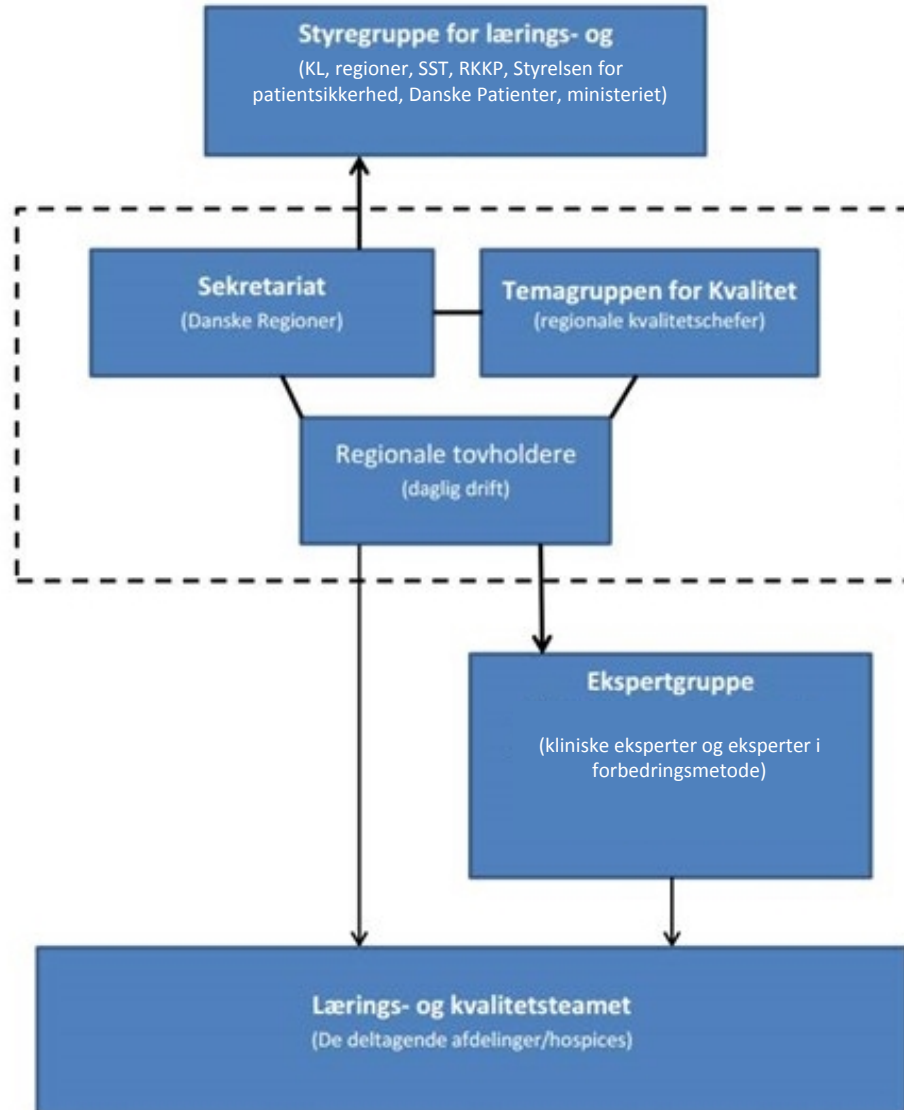 Styregruppe for lærings- og
(KL, regioner, SST, RKKP, Styrelsen for
patientsikkerhed, Danske Patienter, ministeriet)
Sekretariat
(Danske Regioner)
Temagruppen for Kvalitet
(regionale kvalitetschefer)
Regionale tovholdere
(daglig drift)
Ekspertgruppe
(kliniske eksperter og eksperter i
forbedringsmetode)
Lærings- og kvalitetsteamet
(De deltagende afdelinger/hospices)